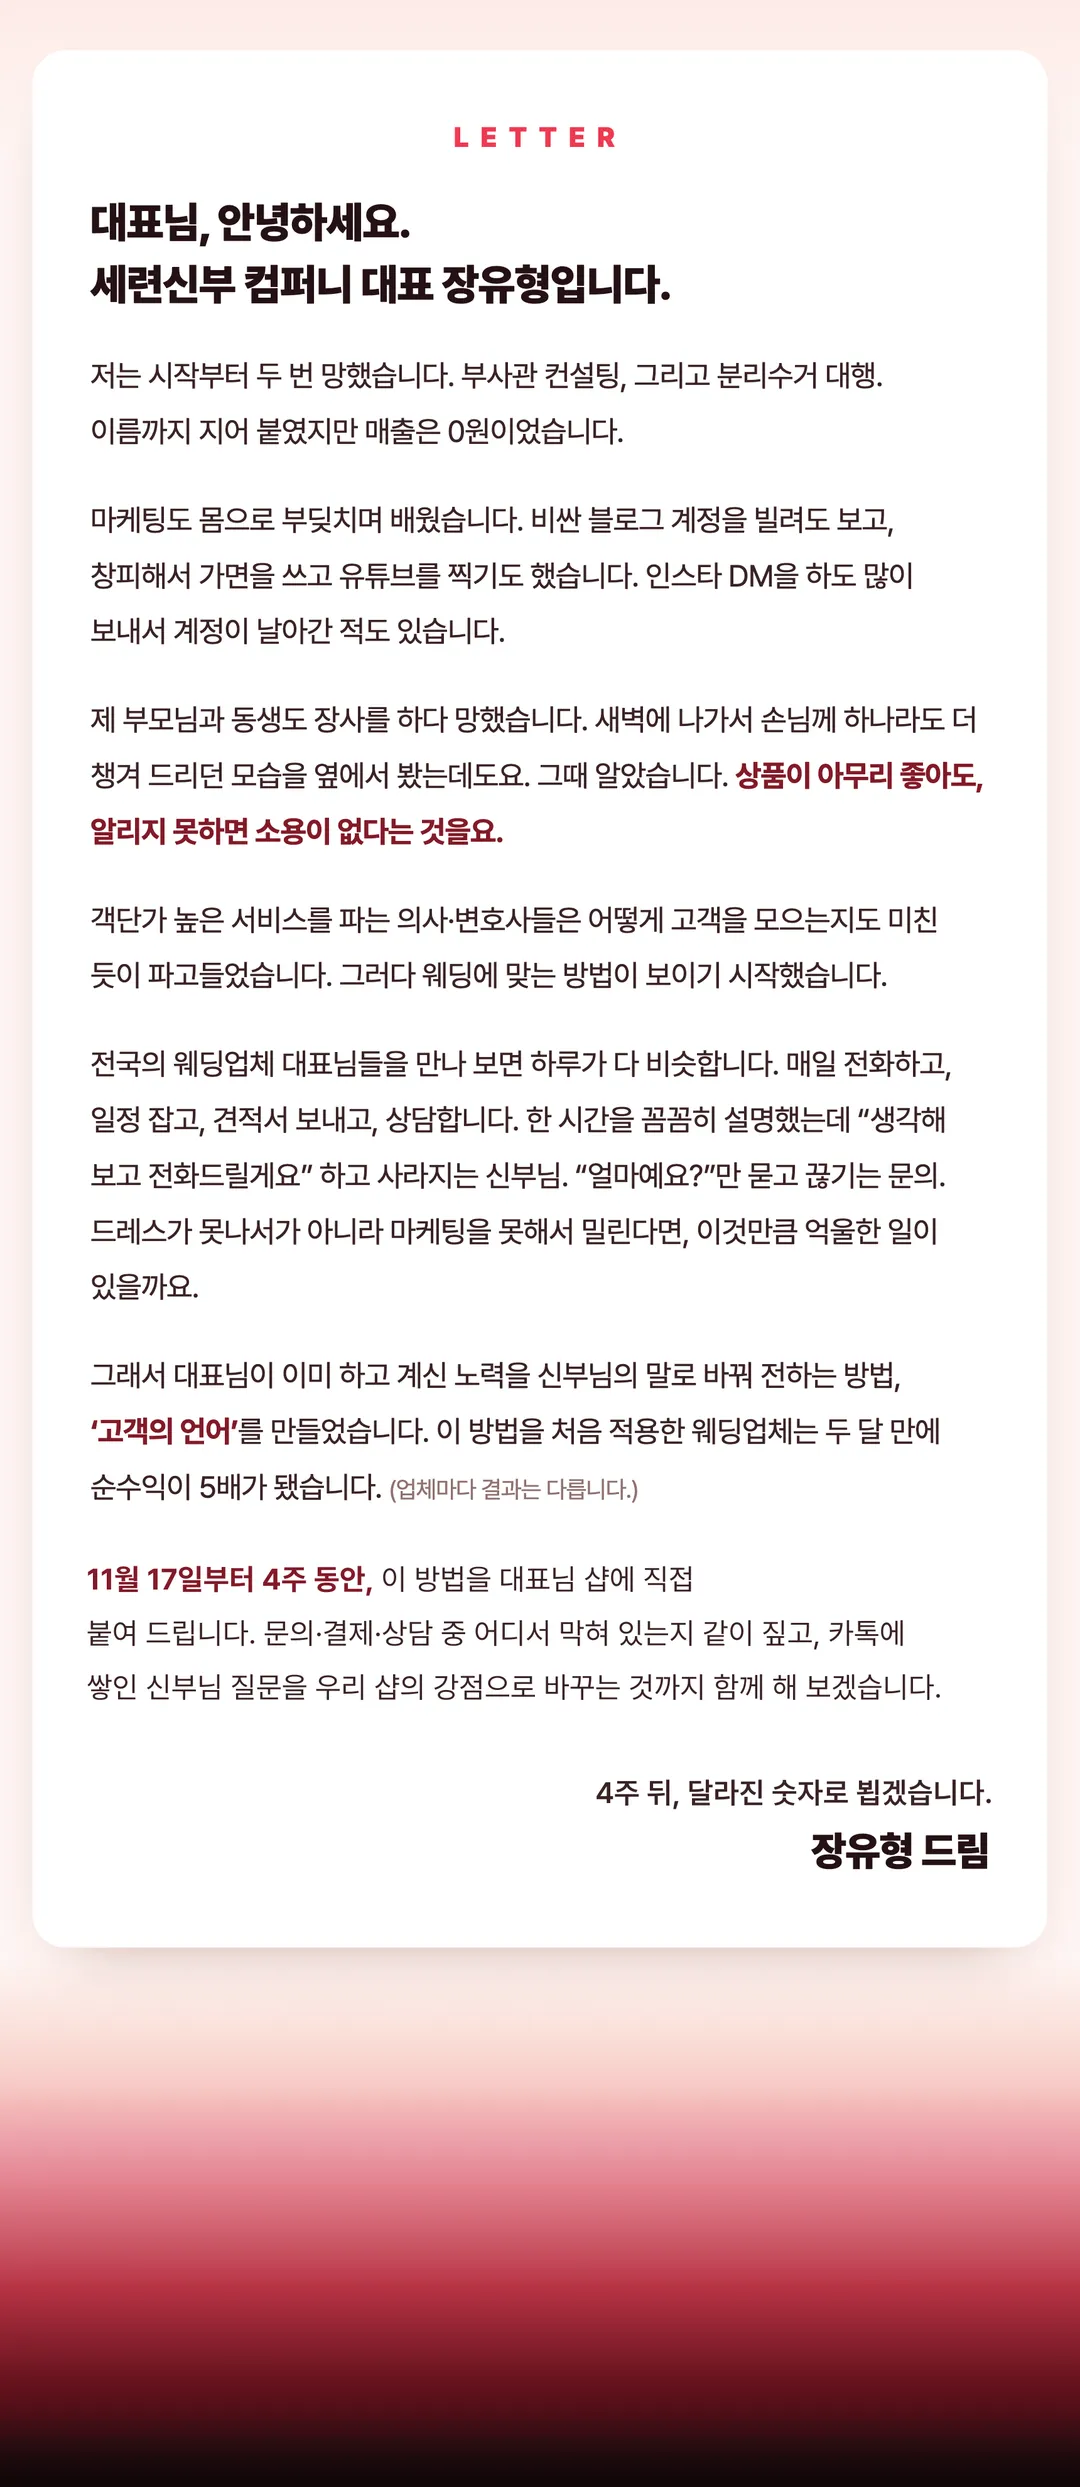 LETTER
대표님, 안녕하세요.
세련신부 컴퍼니 대표 장유형입니다.
저는 시작부터 두 번 망했습니다. 부사관 컨설팅, 그리고 분리수거 대행.
이름까지 지어 붙였지만 매출은 0원이었습니다.
마케팅도 몸으로 부딪치며 배웠습니다. 비싼 블로그 계정을 빌려도 보고,
창피해서 가면을 쓰고 유튜브를 찍기도 했습니다. 인스타 DM을 하도 많이
보내서 계정이 날아간 적도 있습니다.
제 부모님과 동생도 장사를 하다 망했습니다. 새벽에 나가서 손님께 하나라도 더
챙겨 드리던 모습을 옆에서 봤는데도요. 그때 알았습니다. 상품이 아무리 좋아도,
알리지 못하면 소용이 없다는 것을요.
객단가 높은 서비스를 파는 의사·변호사들은 어떻게 고객을 모으는지도 미친
듯이 파고들었습니다. 그러다 웨딩에 맞는 방법이 보이기 시작했습니다.
전국의 웨딩업체 대표님들을 만나 보면 하루가 다 비슷합니다. 매일 전화하고,
일정 잡고, 견적서 보내고, 상담합니다. 한 시간을 꼼꼼히 설명했는데 “생각해
보고 전화드릴게요” 하고 사라지는 신부님. “얼마예요?”만 묻고 끊기는 문의.
드레스가 못나서가 아니라 마케팅을 못해서 밀린다면, 이것만큼 억울한 일이
있을까요.
그래서 대표님이 이미 하고 계신 노력을 신부님의 말로 바꿔 전하는 방법,
‘고객의 언어’를 만들었습니다. 이 방법을 처음 적용한 웨딩업체는 두 달 만에
순수익이 5배가 됐습니다. (업체마다 결과는 다릅니다.)
11월 17일부터 4주 동안, 이 방법을 대표님 샵에 직접
붙여 드립니다. 문의·결제·상담 중 어디서 막혀 있는지 같이 짚고, 카톡에
쌓인 신부님 질문을 우리 샵의 강점으로 바꾸는 것까지 함께 해 보겠습니다.
4주 뒤, 달라진 숫자로 뵙겠습니다.
장유형 드림